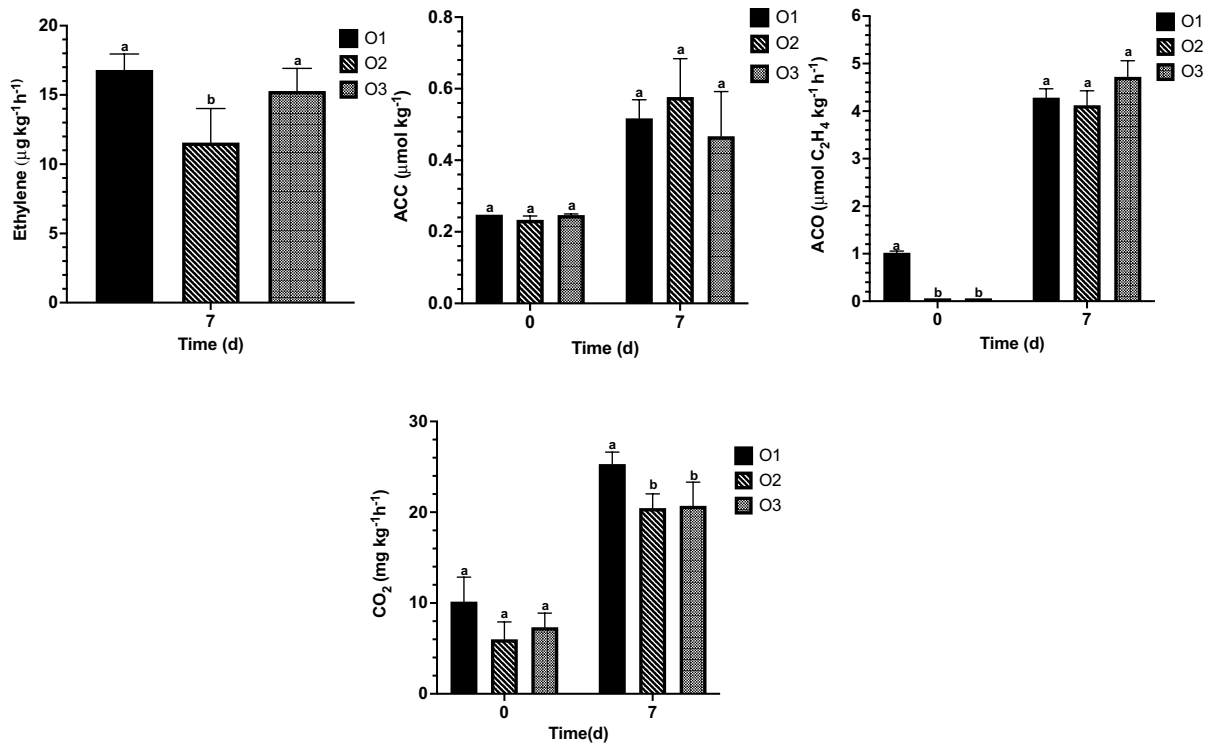 Ethylene (μg kg⁻¹h⁻¹)
20
15
10
5
0
a
b
a
7
Time (d)
O1
O2
O3
ACC (μmol kg⁻¹)
0.8
0.6
0.4
0.2
0.0
a
a
a
a
a
a
0
7
Time (d)
O1
O2
O3
ACO (μmol C₂H₄ kg⁻¹ h⁻¹)
6
5
4
3
2
1
0
a
b
b
a
a
a
0
7
Time (d)
O1
O2
O3
CO₂ (mg kg⁻¹h⁻¹)
30
20
10
0
a
a
a
a
b
b
0
7
Time(d)
O1
O2
O3